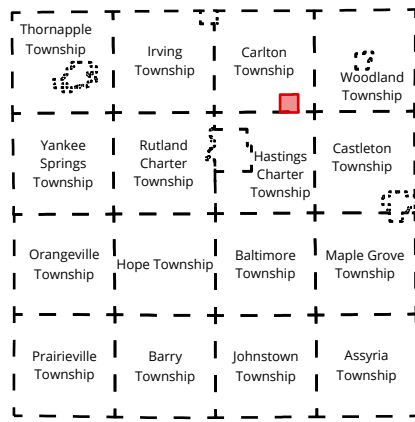 Thornapple
Township
Irving
Township
Carlton
Township
Woodland
Township
Yankee
Springs
Township
Rutland
Charter
Township
Hastings
Charter
Township
Castleton
Township
Orangeville
Township
Hope Township
Baltimore
Township
Maple Grove
Township
Prairieville
Township
Barry
Township
Johnstown
Township
Assyria
Township